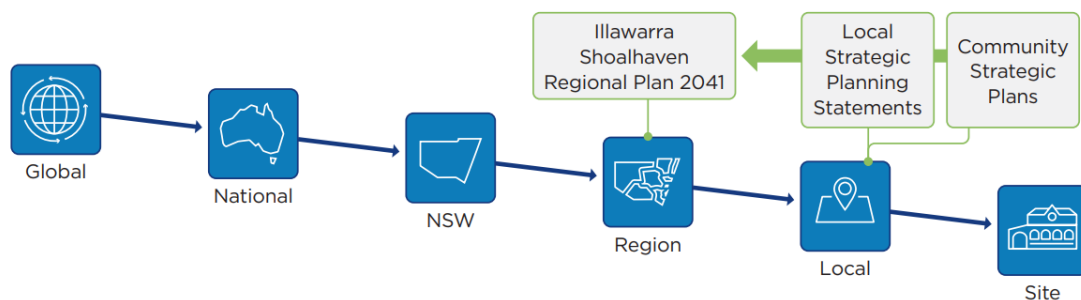 Illawarra
Shoalhaven
Regional Plan 2041
Local
Strategic
Planning
Statements
Community
Strategic
Plans
Global
National
NSW
Region
Local
Site